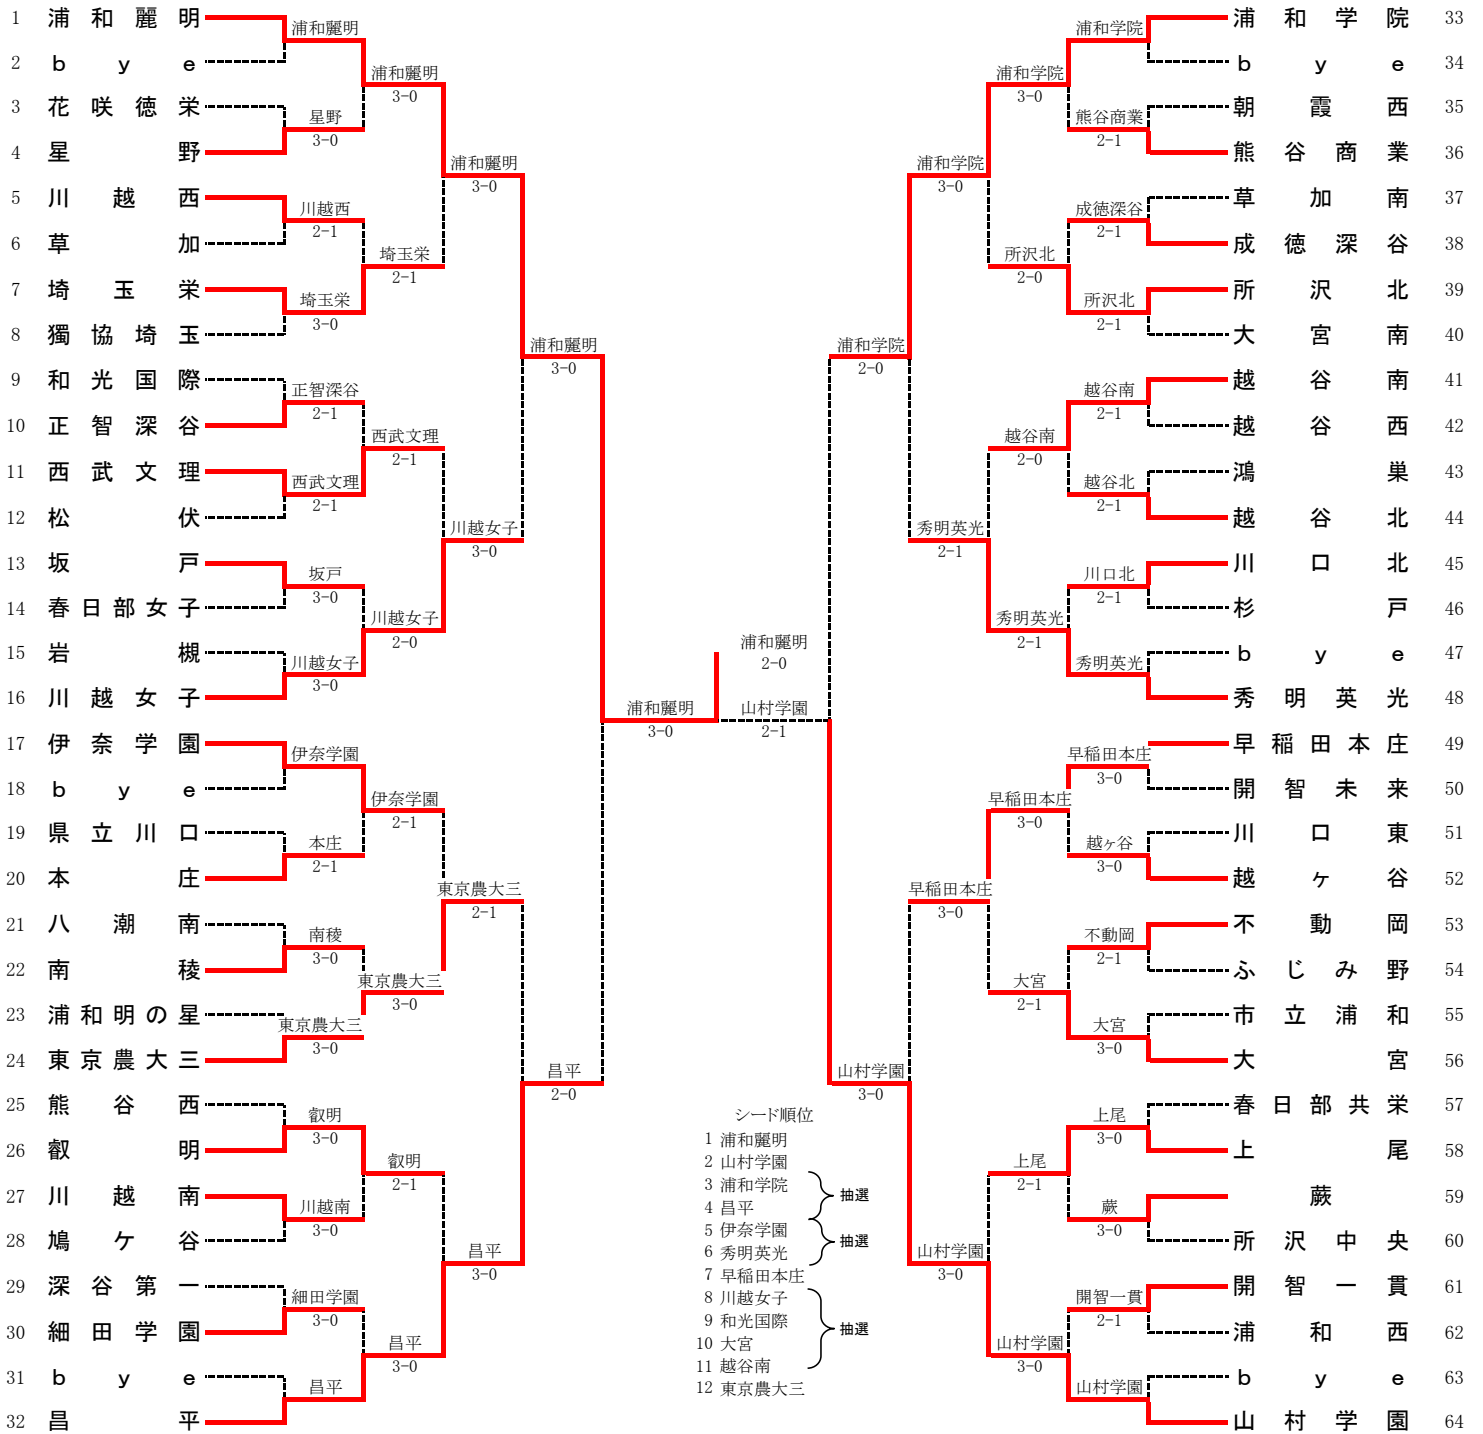 1 浦和麗明
2 ｂｙｅ
3 花咲徳栄
4 星野
5 川越西
6 草加
7 埼玉栄
8 獨協埼玉
9 和光国際
10 正智深谷
11 西武文理
12 松伏
13 坂戸
14 春日部女子
15 岩槻
16 川越女子
17 伊奈学園
18 ｂｙｅ
19 県立川口
20 本庄
21 八潮南
22 南稜
23 浦和明の星
24 東京農大三
25 熊谷西
26 叡明
27 川越南
28 鳩ケ谷
29 深谷第一
30 細田学園
31 ｂｙｅ
32 昌平
浦和麗明
星野
3-0
川越西
2-1
埼玉栄
3-0
正智深谷
2-1
西武文理
2-1
坂戸
3-0
川越女子
3-0
伊奈学園
本庄
2-1
南稜
3-0
東京農大三
3-0
叡明
3-0
川越南
3-0
細田学園
3-0
昌平
浦和麗明
3-0
埼玉栄
2-1
西武文理
2-1
川越女子
2-0
伊奈学園
2-1
東京農大三
3-0
叡明
2-1
昌平
3-0
浦和麗明
3-0
川越女子
3-0
東京農大三
2-1
昌平
3-0
浦和麗明
3-0
昌平
2-0
浦和麗明
3-0
浦和麗明
2-0
山村学園
2-1
浦和学院
2-0
山村学園
3-0
浦和学院
3-0
秀明英光
2-1
早稲田本庄
3-0
山村学園
3-0
浦和学院
3-0
所沢北
2-0
越谷南
2-0
秀明英光
2-1
早稲田本庄
3-0
大宮
2-1
上尾
2-1
山村学園
3-0
浦和学院
熊谷商業
2-1
成徳深谷
2-1
所沢北
2-1
越谷南
2-1
越谷北
2-1
川口北
2-1
秀明英光
早稲田本庄
3-0
越ヶ谷
3-0
不動岡
2-1
大宮
3-0
上尾
3-0
蕨
3-0
開智一貫
2-1
山村学園
浦和学院 33
ｂｙｅ 34
朝霞西 35
熊谷商業 36
草加南 37
成徳深谷 38
所沢北 39
大宮南 40
越谷南 41
越谷西 42
鴻巣 43
越谷北 44
川口北 45
杉戸 46
ｂｙｅ 47
秀明英光 48
早稲田本庄 49
開智未来 50
川口東 51
越ヶ谷 52
不動岡 53
ふじみ野 54
市立浦和 55
大宮 56
春日部共栄 57
上尾 58
蕨 59
所沢中央 60
開智一貫 61
浦和西 62
ｂｙｅ 63
山村学園 64
シード順位
1 浦和麗明
2 山村学園
3 浦和学院
4 昌平
5 伊奈学園
6 秀明英光
7 早稲田本庄
8 川越女子
9 和光国際
10 大宮
11 越谷南
12 東京農大三
抽選
抽選
抽選